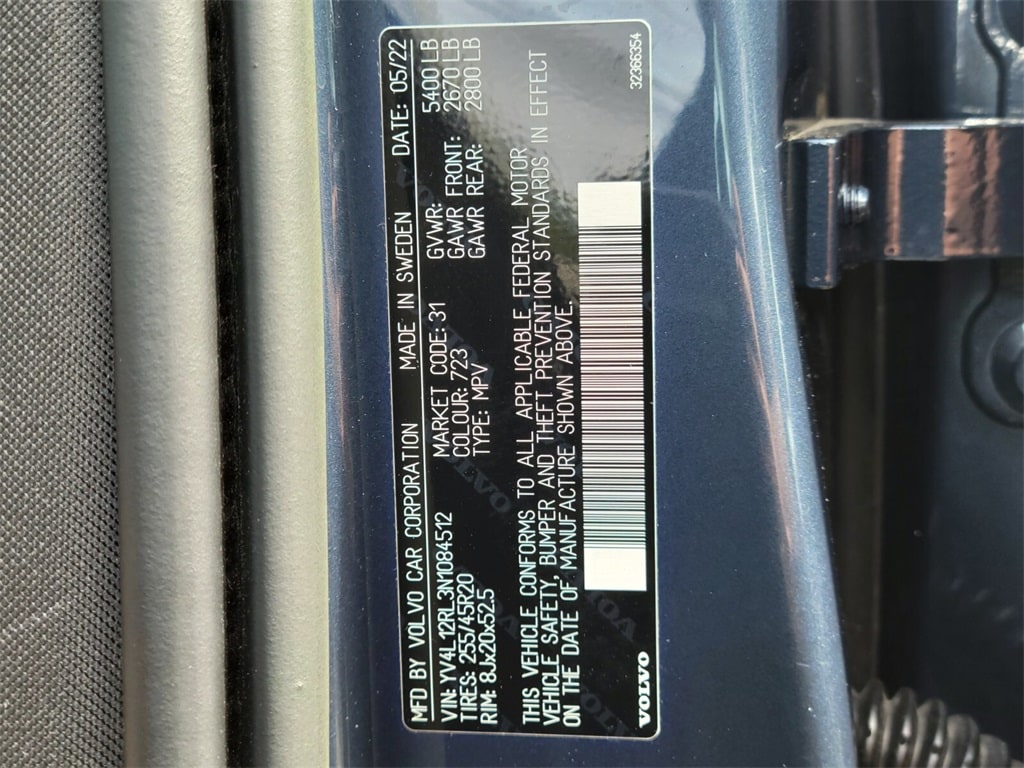 MFD BY VOLVO CAR CORPORATION MADE IN SWEDEN DATE: 05/22
VIN: YV4L12RL3N1084512 MARKET CODE: 31 GVWR: 5400 LB
TIRES: 255/45R20 COLOUR: 723 GAWR FRONT: 2670 LB
RIM: 8Jx20x52.5 TYPE: MPV GAWR REAR: 2800 LB
THIS VEHICLE CONFORMS TO ALL APPLICABLE FEDERAL MOTOR
VEHICLE SAFETY, BUMPER AND THEFT PREVENTION STANDARDS IN EFFECT
ON THE DATE OF MANUFACTURE SHOWN ABOVE.
VOLVO 32366354